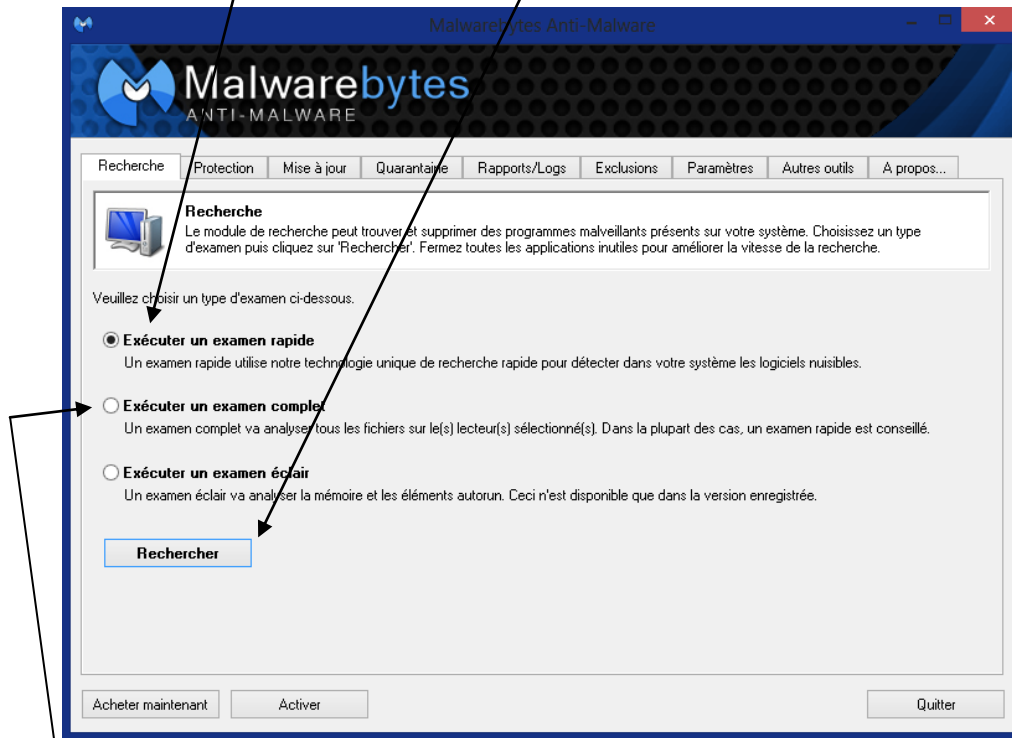 Malwarebytes Anti-Malware
Malwarebytes
ANTI-MALWARE
Recherche Protection Mise à jour Quarantaine Rapports/Logs Exclusions Paramètres Autres outils A propos...
Recherche
Le module de recherche peut trouver et supprimer des programmes malveillants présents sur votre système. Choisissez un type
d'examen puis cliquez sur 'Rechercher'. Fermez toutes les applications inutiles pour améliorer la vitesse de la recherche.
Veuillez choisir un type d'examen ci-dessous.
Exécuter un examen rapide
Un examen rapide utilise notre technologie unique de recherche rapide pour détecter dans votre système les logiciels nuisibles.
Exécuter un examen complet
Un examen complet va analyser tous les fichiers sur le(s) lecteur(s) sélectionné(s). Dans la plupart des cas, un examen rapide est conseillé.
Exécuter un examen éclair
Un examen éclair va analyser la mémoire et les éléments autorun. Ceci n'est disponible que dans la version enregistrée.
Rechercher
Acheter maintenant Activer Quitter